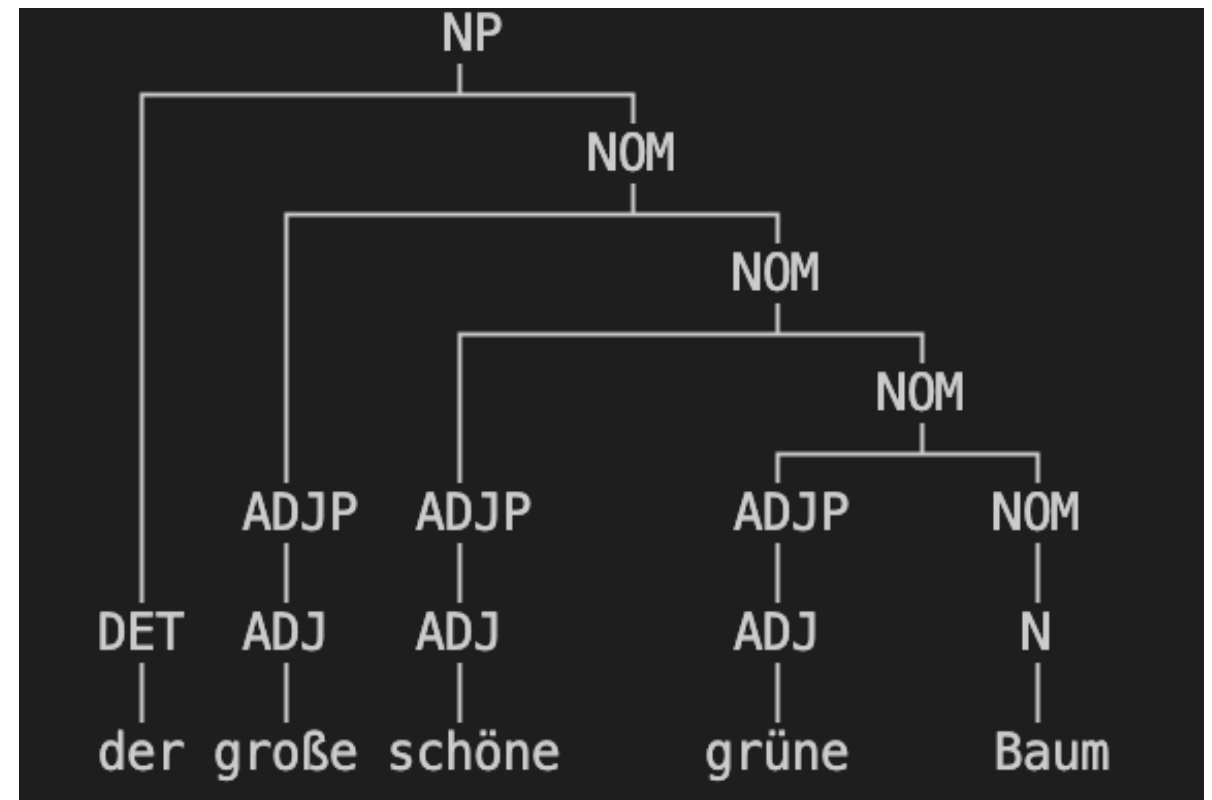 NP
NOM
NOM
NOM
ADJP ADJP ADJP NOM
DET ADJ ADJ ADJ N
der große schöne grüne Baum